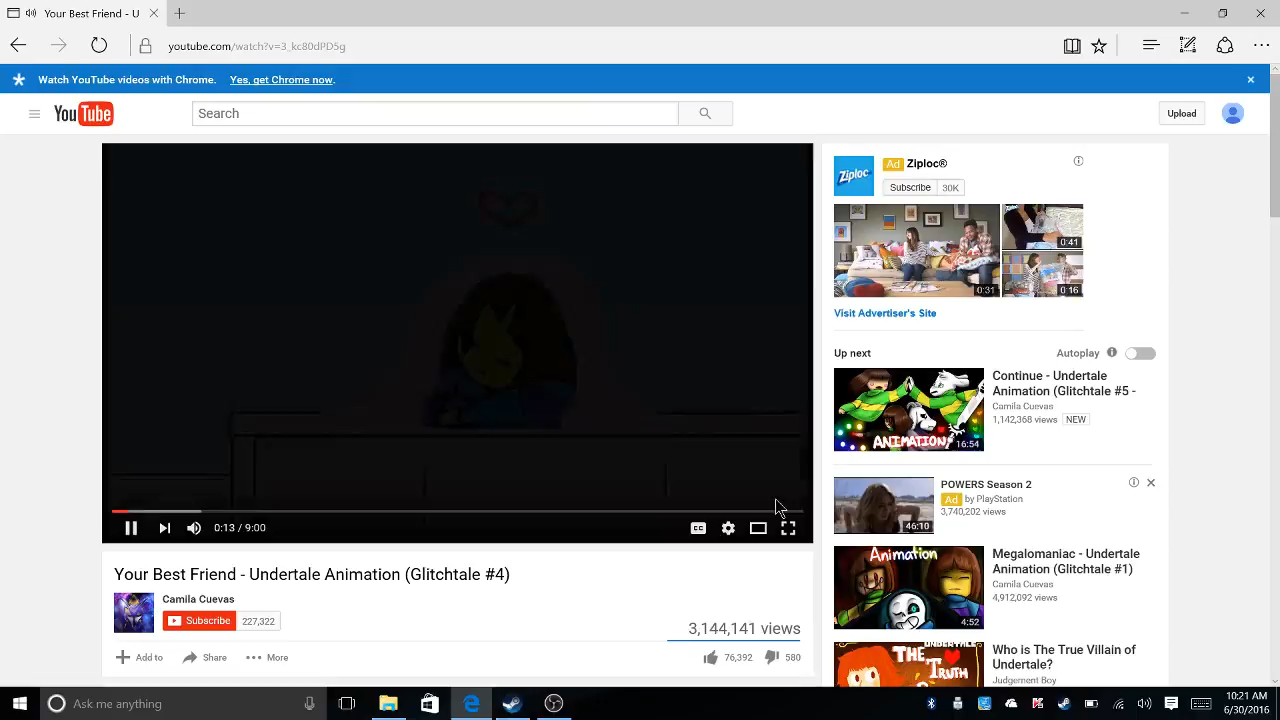 Your Best Friend -
youtube.com/watch?v=3_kc80dPD5g
Watch YouTube videos with Chrome. Yes, get Chrome now.
YouTube
Search
Upload
Ziploc
Ad Ziploc®
Subscribe 30K
0:41
0:31
0:16
Visit Advertiser's Site
Up next
Autoplay
Continue - Undertale
Animation (Glitchtale #5 -
Camila Cuevas
1,142,368 views NEW
ANIMATION
16:54
POWERS Season 2
Ad by PlayStation
3,740,202 views
46:10
Animation
Megalomaniac - Undertale
Animation (Glitchtale #1)
Camila Cuevas
4,912,092 views
4:52
UNDERTALE
THE
TRUTH
Who is The True Villain of
Undertale?
Judgement Boy
0:13 / 9:00
CC
Your Best Friend - Undertale Animation (Glitchtale #4)
Camila Cuevas
Subscribe 227,322
3,144,141 views
Add to Share More
76,392 580
Ask me anything
10:21 AM
6/30/2016